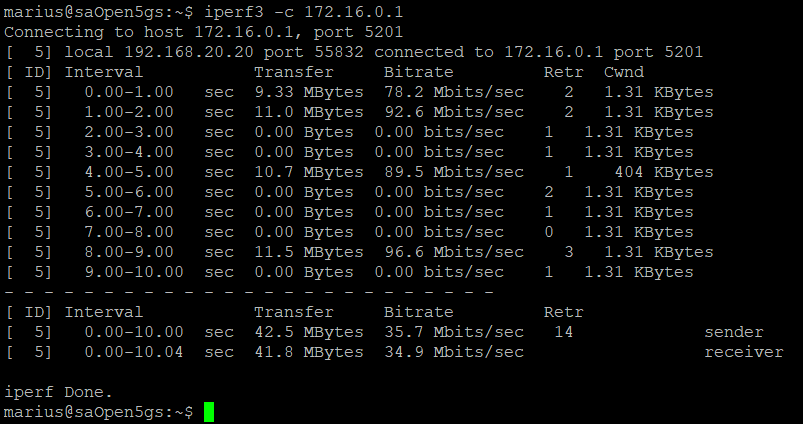 marius@saOpen5gs:~$ iperf3 -c 172.16.0.1
Connecting to host 172.16.0.1, port 5201
[  5] local 192.168.20.20 port 55832 connected to 172.16.0.1 port 5201
[ ID] Interval           Transfer     Bitrate         Retr  Cwnd
[  5]   0.00-1.00   sec  9.33 MBytes  78.2 Mbits/sec    2   1.31 KBytes
[  5]   1.00-2.00   sec  11.0 MBytes  92.6 Mbits/sec    2   1.31 KBytes
[  5]   2.00-3.00   sec  0.00 Bytes  0.00 bits/sec    1   1.31 KBytes
[  5]   3.00-4.00   sec  0.00 Bytes  0.00 bits/sec    1   1.31 KBytes
[  5]   4.00-5.00   sec  10.7 MBytes  89.5 Mbits/sec    1    404 KBytes
[  5]   5.00-6.00   sec  0.00 Bytes  0.00 bits/sec    2   1.31 KBytes
[  5]   6.00-7.00   sec  0.00 Bytes  0.00 bits/sec    1   1.31 KBytes
[  5]   7.00-8.00   sec  0.00 Bytes  0.00 bits/sec    0   1.31 KBytes
[  5]   8.00-9.00   sec  11.5 MBytes  96.6 Mbits/sec    3   1.31 KBytes
[  5]   9.00-10.00  sec  0.00 Bytes  0.00 bits/sec    1   1.31 KBytes
- - - - - - - - - - - - - - - - - - - - - - - - -
[ ID] Interval           Transfer     Bitrate         Retr
[  5]   0.00-10.00  sec  42.5 MBytes  35.7 Mbits/sec   14             sender
[  5]   0.00-10.04  sec  41.8 MBytes  34.9 Mbits/sec                  receiver

iperf Done.
marius@saOpen5gs:~$